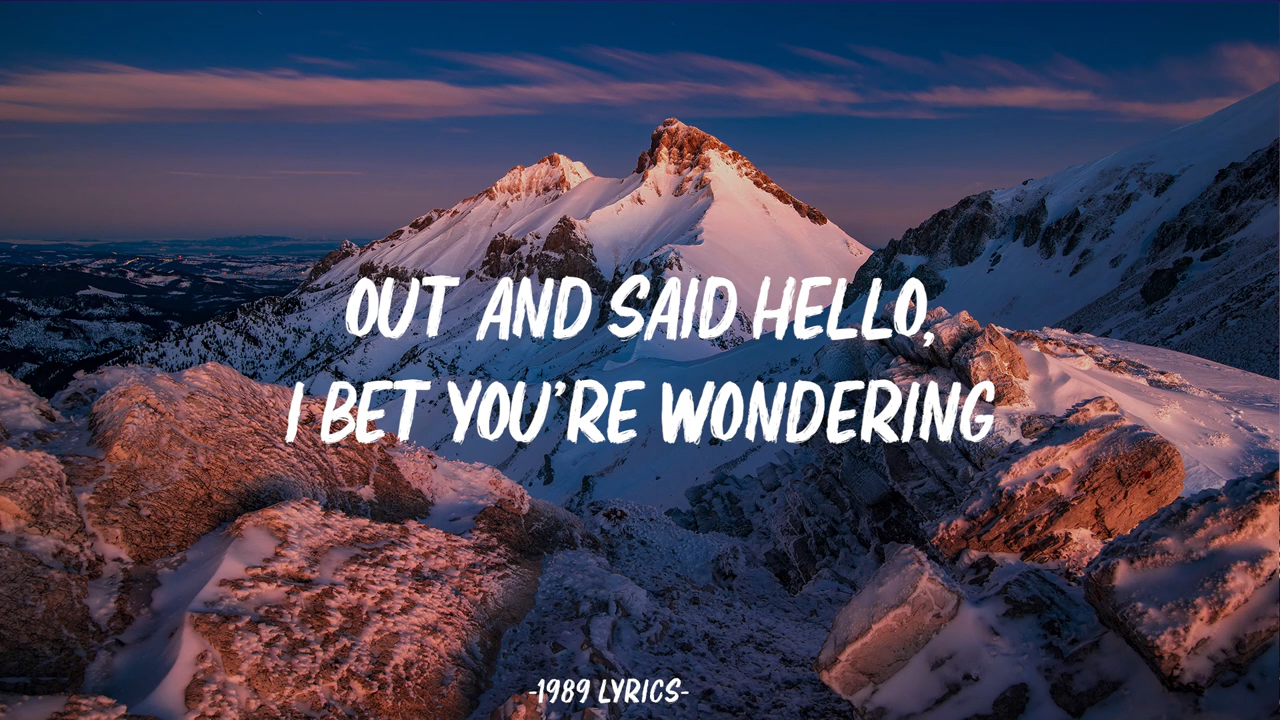 OUT AND SAID HELLO,
I BET YOU'RE WONDERING
-1989 LYRICS-